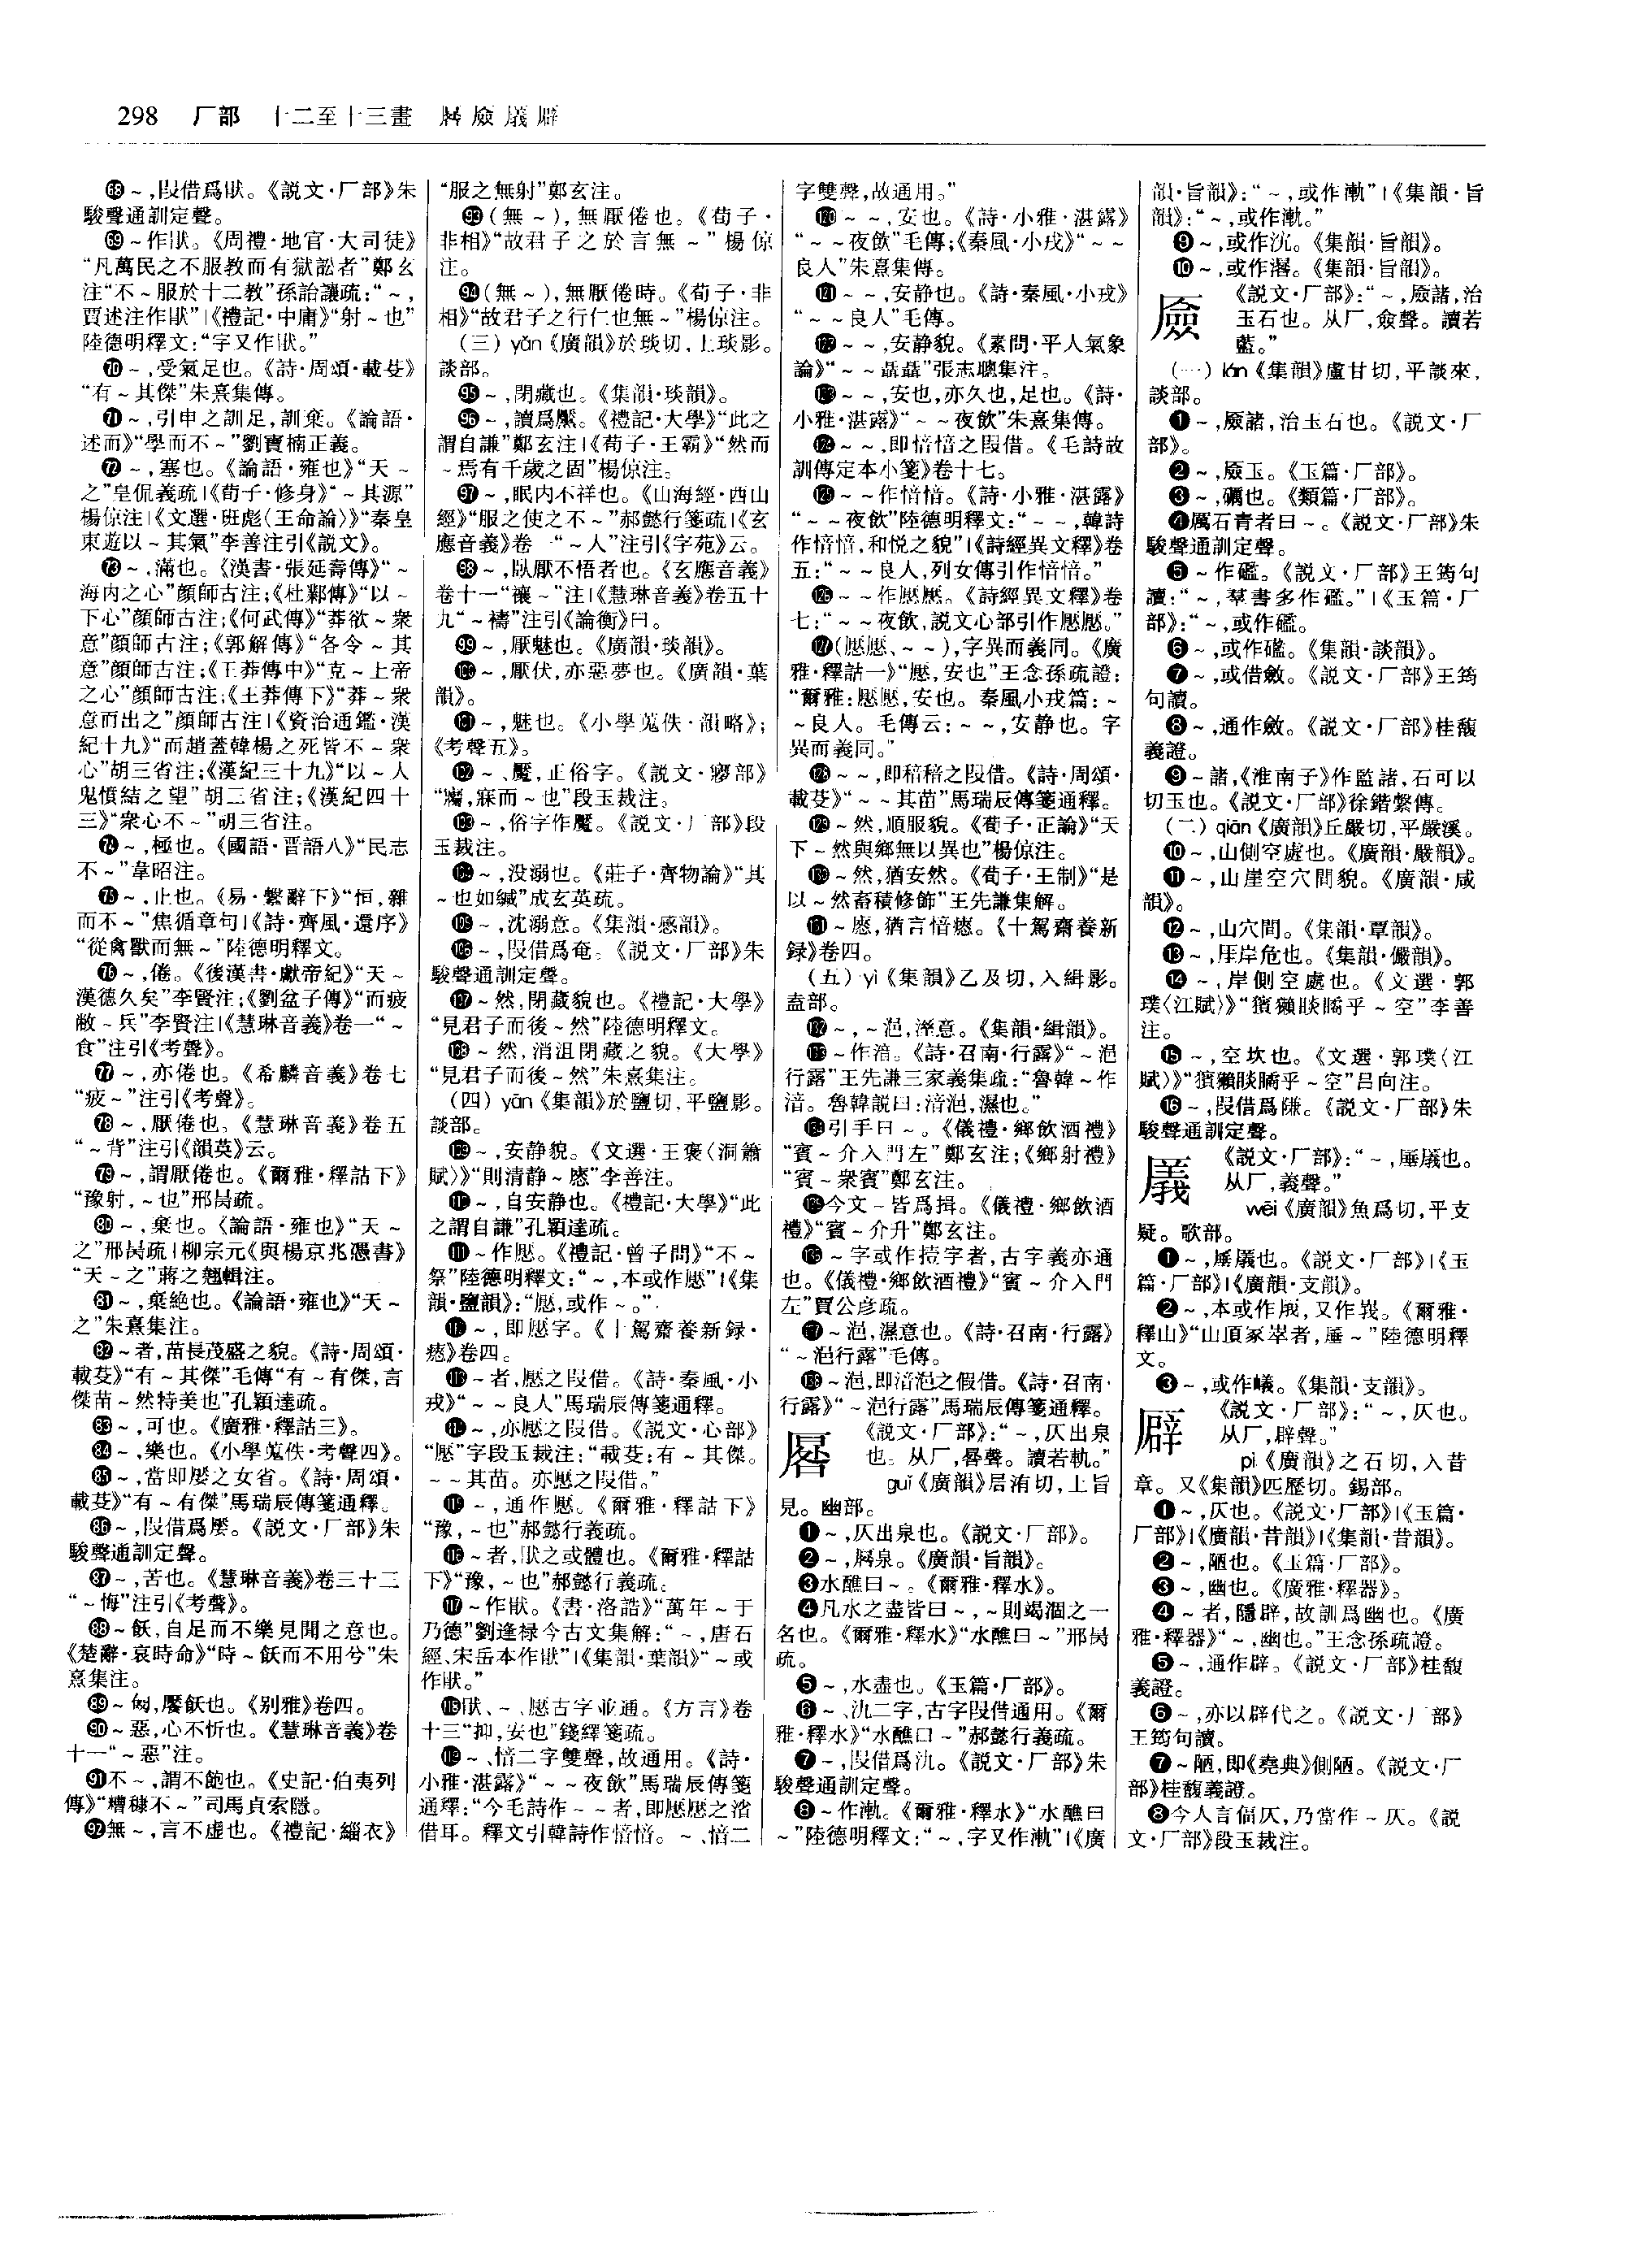 298 厂部 十二至十三畫 厬㕒㕒㕓
68～,叚借爲猒。《説文·厂部》朱
駿聲通訓定聲。
69～作猒。《周禮·地官·大司徒》
“凡萬民之不服教而有獄訟者”鄭玄
注“不～服於十二教”孫詒讓疏:“～,
賈述注作猒”|《禮記·中庸》“射～也”
陸德明釋文:“字又作猒。”
70～,受氣足也。《詩·周頌·載芟》
“有～其傑”朱熹集傳。
71～,引申之訓足,訓棄。《論語·
述而》“學而不～”劉寶楠正義。
72～,塞也。《論語·雍也》“天～
之”皇侃義疏|《荀子·修身》“～其源”
楊倞注|《文選·班彪〈王命論〉》“秦皇
東遊以～其氣”李善注引《説文》。
73～,滿也。《漢書·張延壽傳》“～
海内之心”顔師古注;《杜鄴傳》“以～
下心”顔師古注;《何武傳》“莽欲～衆
意”顔師古注;《郭解傳》“各令～其
意”顔師古注;《王莽傳中》“克～上帝
之心”顔師古注;《王莽傳下》“莽～衆
意而出之”顔師古注|《資治通鑑·漢
紀十九》“而趙蓋韓楊之死皆不～衆
心”胡三省注;《漢紀三十九》“以～人
鬼憤結之望”胡三省注;《漢紀四十
三》“衆心不～”胡三省注。
74～,極也。《國語·晋語八》“民志
不～”韋昭注。
75～,止也。《易·繫辭下》“恒,雜
而不～”焦循章句|《詩·齊風·還序》
“從禽獸而無～”陸德明釋文。
76～,倦。《後漢書·獻帝紀》“天～
漢德久矣”李賢注;《劉盆子傳》“而疲
敝～兵”李賢注|《慧琳音義》卷一“～
食”注引《考聲》。
77～,亦倦也。《希麟音義》卷七
“疲～”注引《考聲》。
78～,厭倦也。《慧琳音義》卷五
“～背”注引《韻英》云。
79～,謂厭倦也。《爾雅·釋詁下》
“豫射,～也”邢昺疏。
80～,棄也。《論語·雍也》“天～
之”邢昺疏|柳宗元《與楊京兆憑書》
“天～之”蔣之翹輯注。
81～,棄絶也。《論語·雍也》“天～
之”朱熹集注。
82～者,苗長茂盛之貌。《詩·周頌·
載芟》“有～其傑”毛傳“有～有傑,言
傑苗～然特美也”孔穎達疏。
83～,可也。《廣雅·釋詁三》。
84～,樂也。《小學蒐佚·考聲四》。
85～,當即嬮之女省。《詩·周頌·
載芟》“有～有傑”馬瑞辰傳箋通釋。
86～,叚借爲嬮。《説文·厂部》朱
駿聲通訓定聲。
87～,苦也。《慧琳音義》卷三十二
“～悔”注引《考聲》。
88～飫,自足而不樂見聞之意也。
《楚辭·哀時命》“時～飫而不用兮”朱
熹集注。
89～匓,饜飫也。《别雅》卷四。
90～惡,心不忻也。《慧琳音義》卷
十一“～惡”注。
91不～,謂不飽也。《史記·伯夷列
傳》“糟穅不～”司馬貞索隱。
92無～,言不虚也。《禮記·緇衣》
“服之無射”鄭玄注。
93(無～),無厭倦也。《荀子·
非相》“故君子之於言無～”楊倞
注。
94(無～),無厭倦時。《荀子·非
相》“故君子之行仁也無～”楊倞注。
(三)yǎn《廣韻》於琰切,上琰影。
談部。
95～,閉藏也。《集韻·琰韻》。
96～,讀爲黶。《禮記·大學》“此之
謂自謙”鄭玄注|《荀子·王霸》“然而
～焉有千歲之固”楊倞注。
97～,眠内不祥也。《山海經·西山
經》“服之使之不～”郝懿行箋疏|《玄
應音義》卷一“～人”注引《字苑》云。
98～,臥厭不悟者也。《玄應音義》
卷十一“禳～”注|《慧琳音義》卷五十
九“～禱”注引《論衡》曰。
99～,厭魅也。《廣韻·琰韻》。
100～,厭伏,亦惡夢也。《廣韻·葉
韻》。
101～,魅也。《小學蒐佚·韻略》;
《考聲五》。
102～、魘,正俗字。《説文·㝱部》
“寱,寐而～也”段玉裁注。
103～,俗字作魘。《説文·厂部》段
玉裁注。
104～,没溺也。《莊子·齊物論》“其
～也如緘”成玄英疏。
105～,沈溺意。《集韻·感韻》。
106～,叚借爲奄。《説文·厂部》朱
駿聲通訓定聲。
107～然,閉藏貌也。《禮記·大學》
“見君子而後～然”陸德明釋文。
108～然,消沮閉藏之貌。《大學》
“見君子而後～然”朱熹集注。
(四)yān《集韻》於鹽切,平鹽影。
談部。
109～,安静貌。《文選·王褒〈洞簫
賦〉》“則清静～㥷”李善注。
110～,自安静也。《禮記·大學》“此
之謂自謙”孔穎達疏。
111～作懕。《禮記·曾子問》“不～
祭”陸德明釋文:“～,本或作懕”|《集
韻·鹽韻》:“懕,或作～。”
112～,即懕字。《十駕齋養新録·
㥷》卷四。
113～者,懕之叚借。《詩·秦風·小
戎》“～～良人”馬瑞辰傳箋通釋。
114～,亦懕之叚借。《説文·心部》
“懕”字段玉裁注:“載芟:有～其傑。
～～其苗。亦懕之叚借。”
115～,通作懕。《爾雅·釋詁下》
“豫,～也”郝懿行義疏。
116～者,猒之或體也。《爾雅·釋詁
下》“豫,～也”郝懿行義疏。
117～作猒。《書·洛誥》“萬年～于
乃德”劉逢禄今古文集解:“～,唐石
經、宋岳本作猒”|《集韻·葉韻》“～或
作猒。”
118猒、～、懕古字並通。《方言》卷
十三“抑,安也”錢繹箋疏。
119～、愔二字雙聲,故通用。《詩·
小雅·湛露》“～～夜飲”馬瑞辰傳箋
通釋:“今毛詩作～～者,即懕懕之渻
借耳。釋文引韓詩作愔愔。～、愔二
字雙聲,故通用。”
120～～,安也。《詩·小雅·湛露》
“～～夜飲”毛傳;《秦風·小戎》“～～
良人”朱熹集傳。
121～～,安静也。《詩·秦風·小戎》
“～～良人”毛傳。
122～～,安静貌。《素問·平人氣象
論》“～～聶聶”張志聰集注。
123～～,安也,亦久也,足也。《詩·
小雅·湛露》“～～夜飲”朱熹集傳。
124～～,即愔愔之叚借。《毛詩故
訓傳定本小箋》卷十七。
125～～作愔愔。《詩·小雅·湛露》
“～～夜飲”陸德明釋文:“～～,韓詩
作愔愔,和悦之貌”|《詩經異文釋》卷
五:“～～良人,列女傳引作愔愔。”
126～～作懕懕。《詩經異文釋》卷
七:“～～夜飲,説文心部引作懕懕。”
127(懕懕、～～),字異而義同。《廣
雅·釋詁一》“懕,安也”王念孫疏證:
“爾雅:懕懕,安也。秦風小戎篇:～
～良人。毛傳云:～～,安静也。字
異而義同。”
128～～,即稖稖之叚借。《詩·周頌·
載芟》“～～其苗”馬瑞辰傳箋通釋。
129～然,順服貌。《荀子·正論》“天
下～然與鄉無以異也”楊倞注。
130～然,猶安然。《荀子·王制》“是
以～然畜積修飾”王先謙集解。
131～㥷,猶言愔㥷。《十駕齋養新
録》卷四。
(五)yì《集韻》乙及切,入緝影。
盍部。
132～,～浥,溼意。《集韻·緝韻》。
133～作湆。《詩·召南·行露》“～浥
行露”王先謙三家義集疏:“魯韓～作
湆。魯韓説曰:湆浥,濕也。”
134引手曰～。《儀禮·鄉飲酒禮》
“賓～介入門左”鄭玄注;《鄉射禮》
“賓～衆賓”鄭玄注。
135今文～皆爲揖。《儀禮·鄉飲酒
禮》“賓～介升”鄭玄注。
136～字或作撎字者,古字義亦通
也。《儀禮·鄉飲酒禮》“賓～介入門
左”賈公彦疏。
137～浥,濕意也。《詩·召南·行露》
“～浥行露”毛傳。
138～浥,即湆浥之假借。《詩·召南·
行露》“～浥行露”馬瑞辰傳箋通釋。
厬
《説文·厂部》:“～,仄出泉
也。从厂,晷聲。讀若軌。”
guǐ《廣韻》居洧切,上旨
見。幽部。
1～,仄出泉也。《説文·厂部》。
2～,厬泉。《廣韻·旨韻》。
3水醮曰～。《爾雅·釋水》。
4凡水之盡皆曰～,～則竭涸之一
名也。《爾雅·釋水》“水醮曰～”邢昺
疏。
5～,水盡也。《玉篇·厂部》。
6～、氿二字,古字叚借通用。《爾
雅·釋水》“水醮曰～”郝懿行義疏。
7～,叚借爲氿。《説文·厂部》朱
駿聲通訓定聲。
8～作漸。《爾雅·釋水》“水醮曰
～”陸德明釋文:“～,字又作漸”|《廣
韻·旨韻》:“～,或作漸”|《集韻·旨
韻》:“～,或作漸。”
9～,或作氿。《集韻·旨韻》。
10～,或作漝。《集韻·旨韻》。
㕒
《説文·厂部》:“～,㕒諸,治
玉石也。从厂,僉聲。讀若
藍。”
(一)lán《集韻》盧甘切,平談來,
談部。
1～,㕒諸,治玉石也。《説文·厂
部》。
2～,㕒玉。《玉篇·厂部》。
3～,礪也。《類篇·厂部》。
4厲石青者曰～。《説文·厂部》朱
駿聲通訓定聲。
5～作礛。《説文·厂部》王筠句
讀:“～,羣書多作礛。”|《玉篇·厂
部》:“～,或作礛。”
6～,或作礛。《集韻·談韻》。
7～,或借斂。《説文·厂部》王筠
句讀。
8～,通作斂。《説文·厂部》桂馥
義證。
9～諸,《淮南子》作監諸,石可以
切玉也。《説文·厂部》徐鍇繫傳。
(二)qiān《廣韻》丘嚴切,平嚴溪。
10～,山側空處也。《廣韻·嚴韻》。
11～,山崖空穴間貌。《廣韻·咸
韻》。
12～,山穴間。《集韻·覃韻》。
13～,厓岸危也。《集韻·儼韻》。
14～,岸側空處也。《文選·郭
璞〈江賦〉》“獱獺睒瞲乎～空”李善
注。
15～,空坎也。《文選·郭璞〈江
賦〉》“獱獺睒瞲乎～空”吕向注。
16～,叚借爲隒。《説文·厂部》朱
駿聲通訓定聲。
《説文·厂部》:“～,厜㕒也。
从厂,義聲。”
wēi《廣韻》魚爲切,平支
疑。歌部。
1～,厜㕒也。《説文·厂部》|《玉
篇·厂部》|《廣韻·支韻》。
2～,本或作㕒,又作峩。《爾雅·
釋山》“山頂冢崒者,厜～”陸德明釋
文。
3～,或作㠖。《集韻·支韻》。
《説文·厂部》:“～,仄也。
从厂,辟聲。”
pì《廣韻》之石切,入昔
章。又《集韻》匹歷切。錫部。
1～,仄也。《説文·厂部》|《玉篇·
厂部》|《廣韻·昔韻》|《集韻·昔韻》。
2～,陋也。《玉篇·厂部》。
3～,幽也。《廣雅·釋器》。
4～者,隱辟,故訓爲幽也。《廣
雅·釋器》“～,幽也。”王念孫疏證。
5～,通作辟。《説文·厂部》桂馥
義證。
6～,亦以辟代之。《説文·厂部》
王筠句讀。
7～陋,即《堯典》側陋。《説文·厂
部》桂馥義證。
8今人言偪仄,乃當作～仄。《説
文·厂部》段玉裁注。